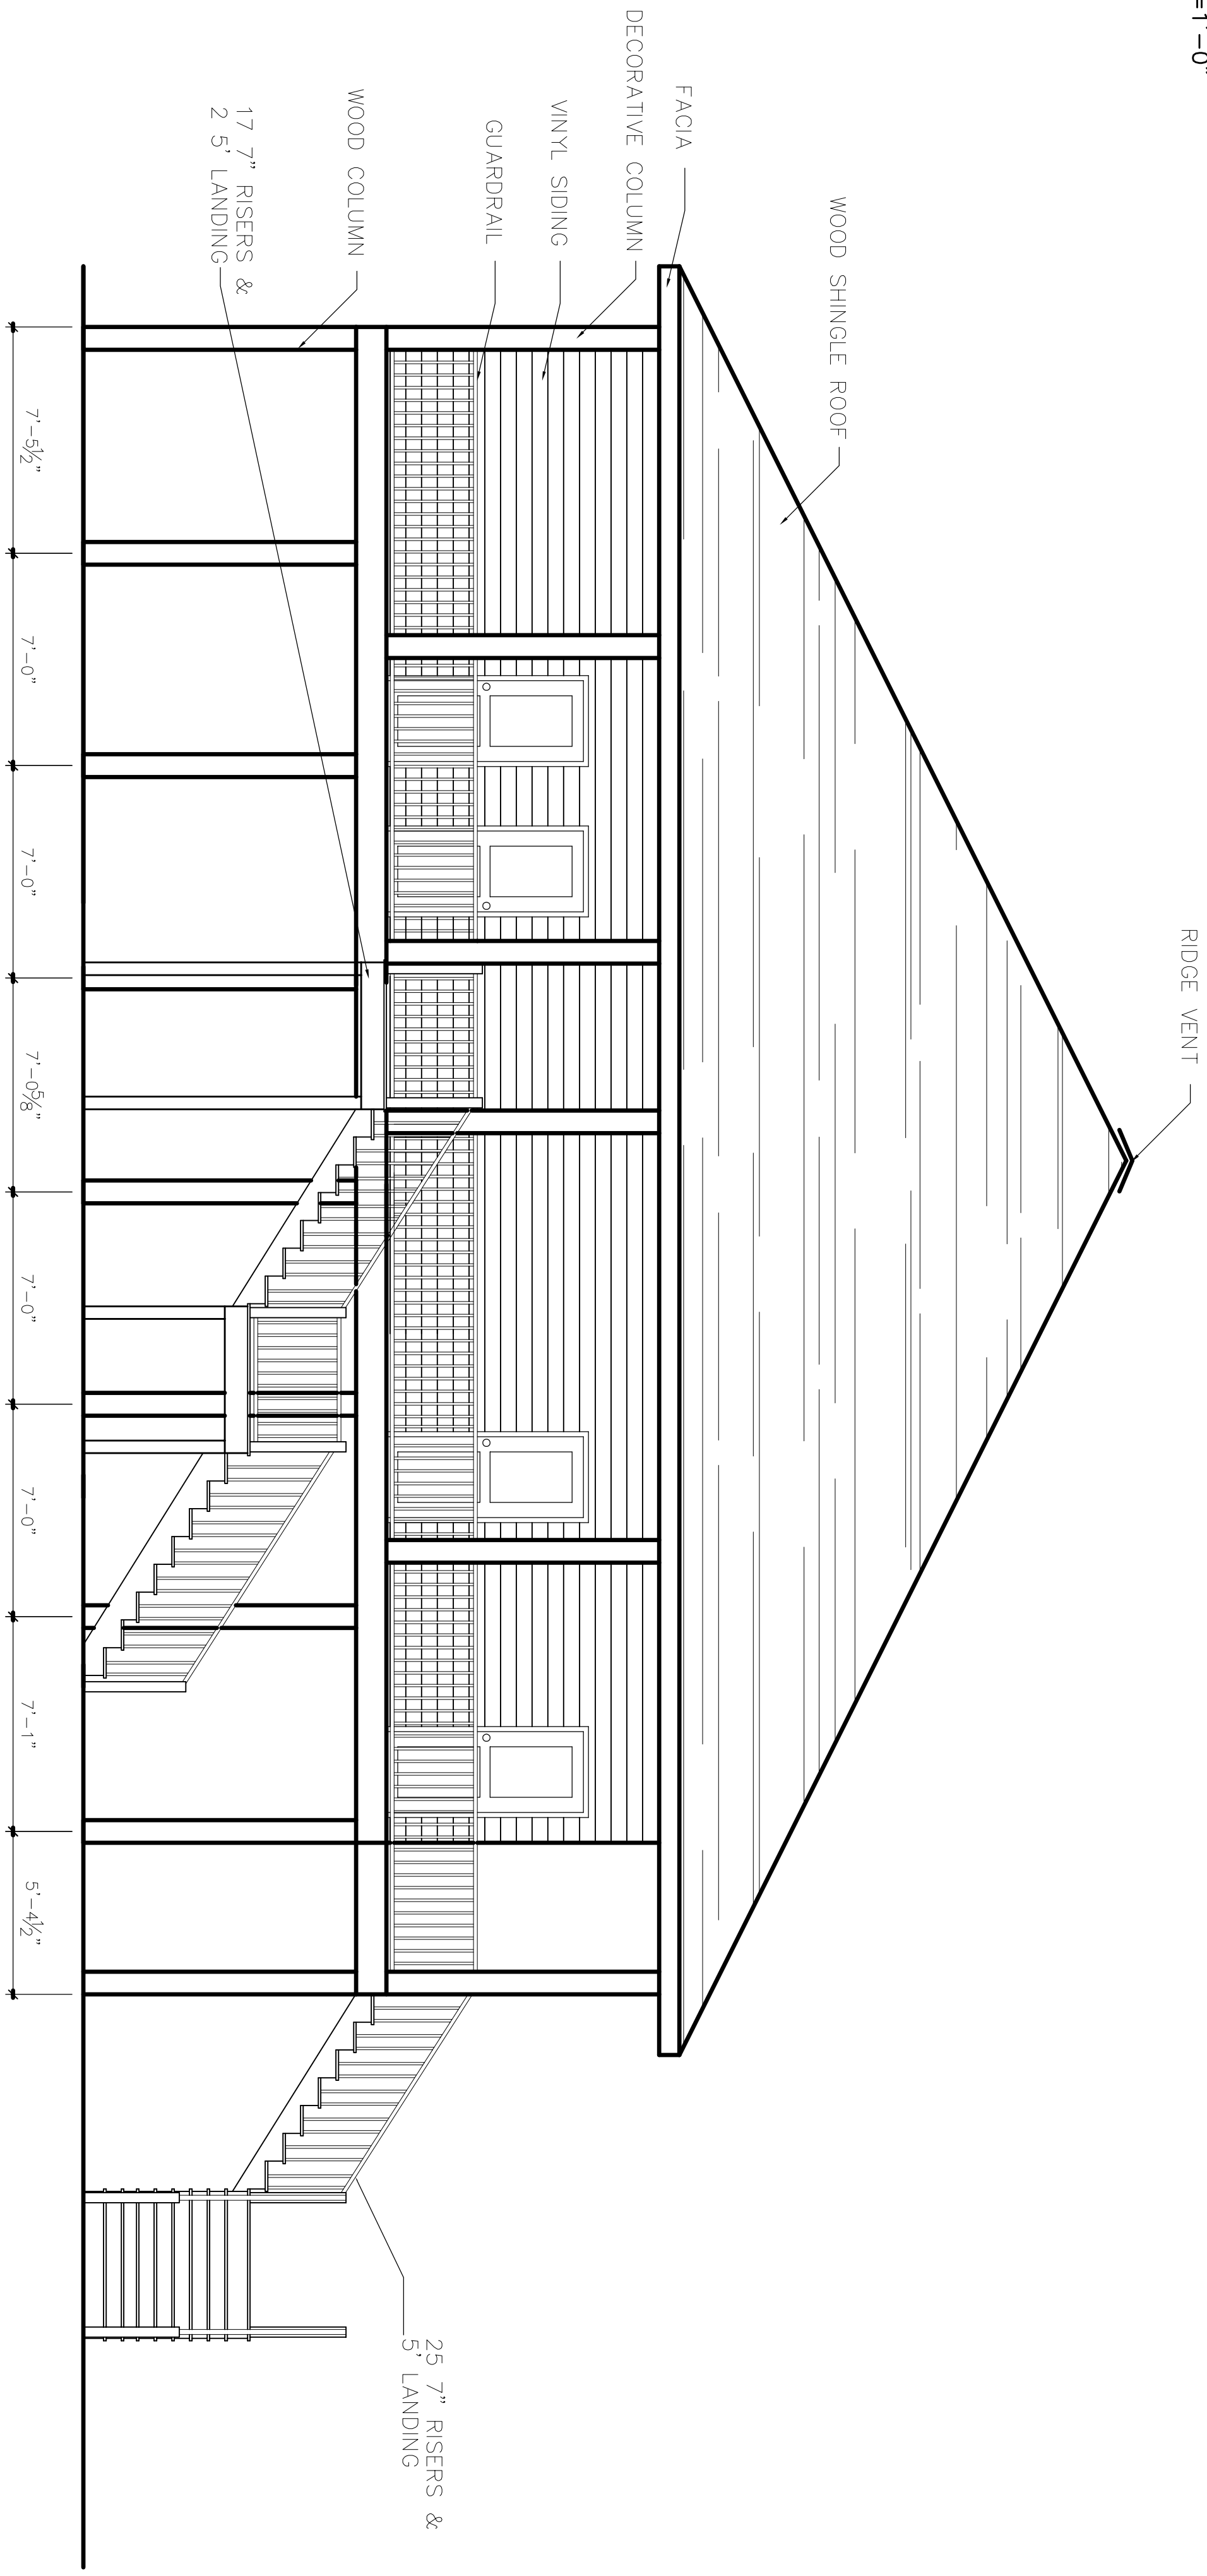 =1'-0"
RIDGE VENT
WOOD SHINGLE ROOF
FACIA
DECORATIVE COLUMN
VINYL SIDING
GUARDRAIL
WOOD COLUMN
17 7" RISERS &
2 5' LANDING
25 7" RISERS &
5' LANDING
7'-5½"
7'-0"
7'-0"
7'-0⅝"
7'-0"
7'-0"
7'-1"
5'-4½"